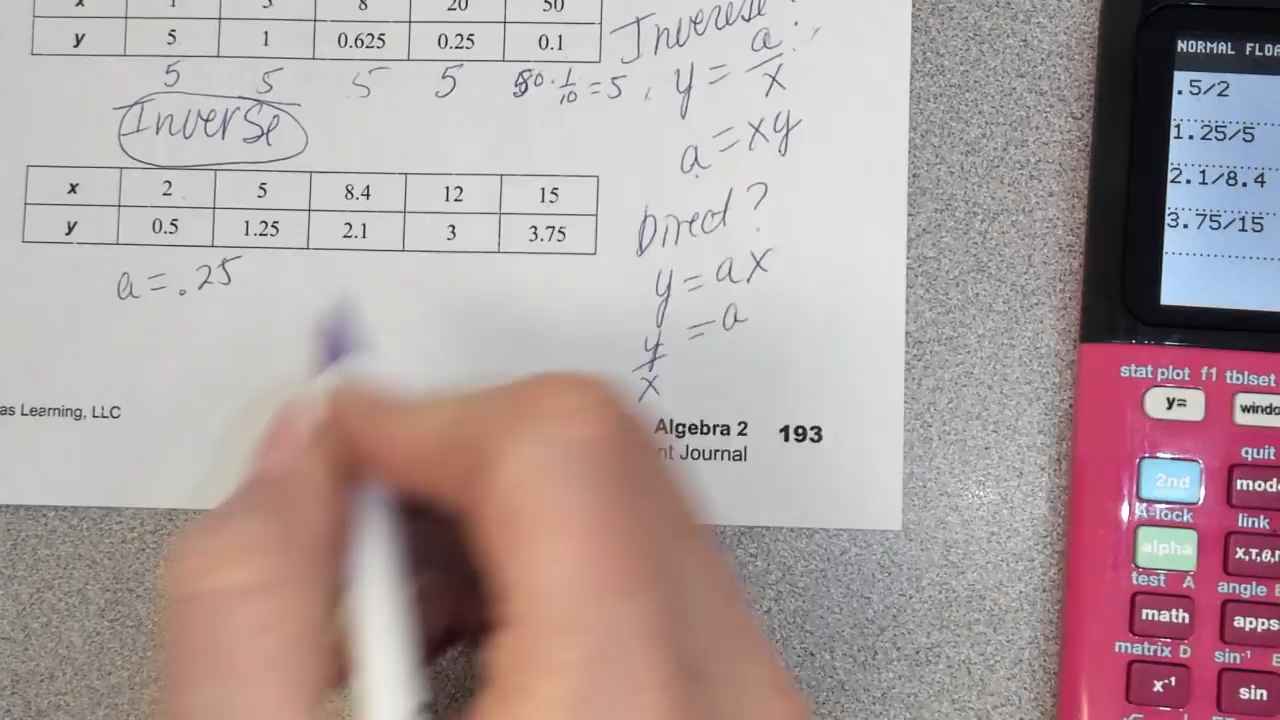 x 1 8 20 50
y 5 1 0.625 0.25 0.1
5 5 5 5 50 · 1/10 = 5
Inverse
x 2 5 8.4 12 15
y 0.5 1.25 2.1 3 3.75
a = .25
Inverese?
y = a/x
a = xy
Direct?
y = ax
y/x = a
as Learning, LLC
Algebra 2 193
nt Journal
NORMAL FLOA
.5/2
1.25/5
2.1/8.4
3.75/15
stat plot f1 tblset
y= windo
quit
2nd mode
A-lock link
alpha X,T,θ,n
test A angle
math apps
matrix D sin⁻¹ E
x⁻¹ sin